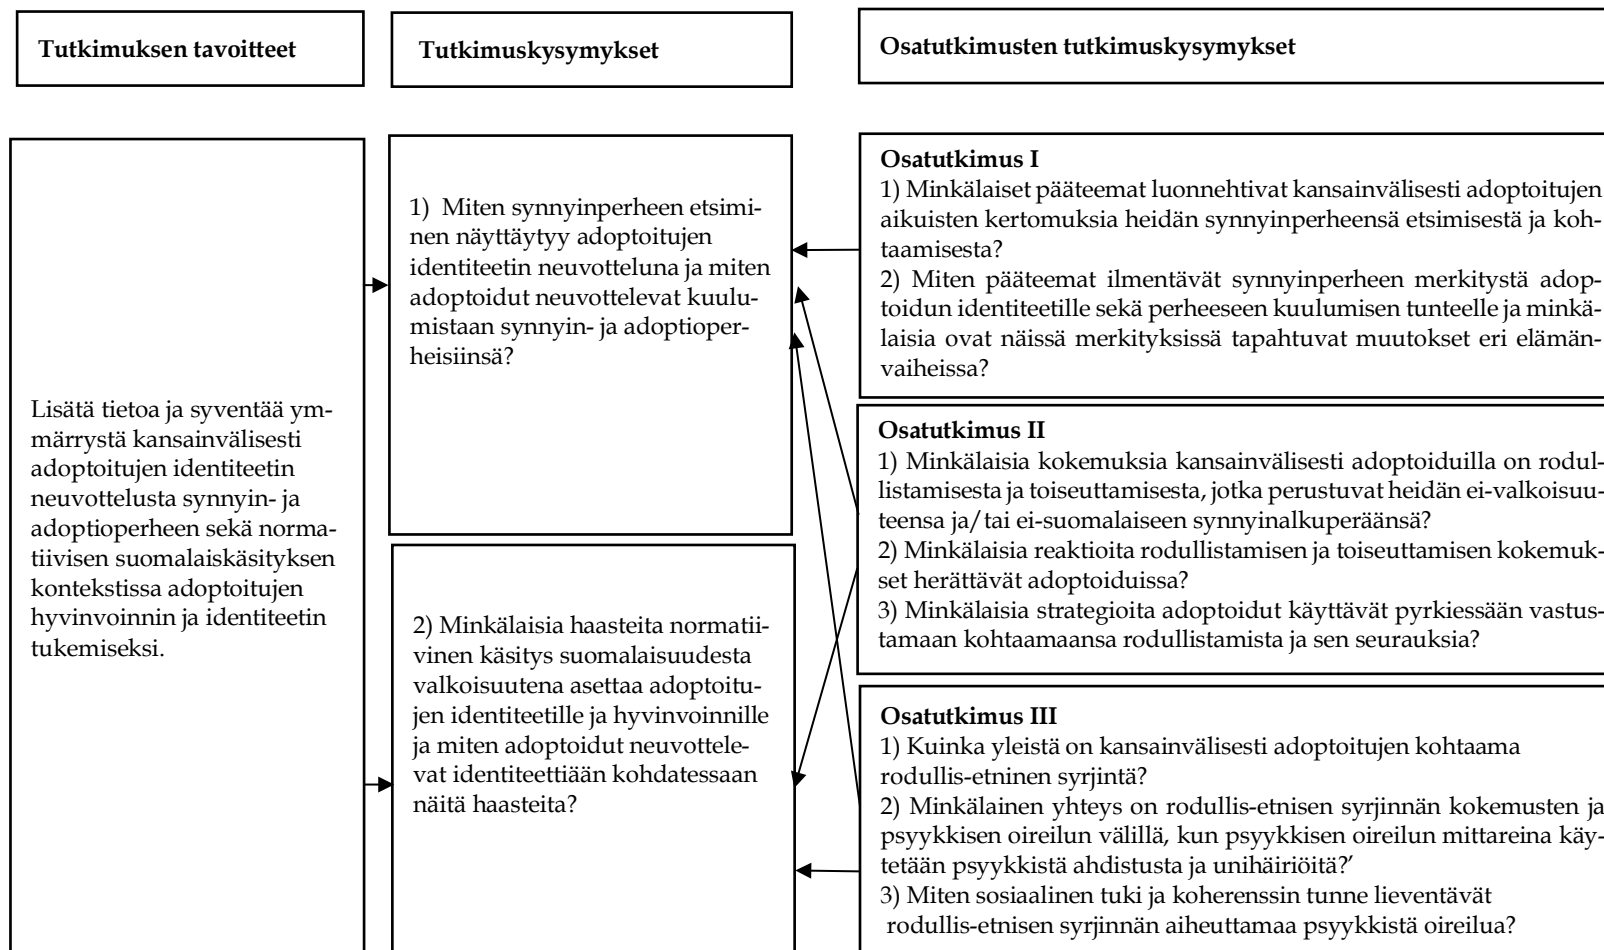 Tutkimuksen tavoitteet
Tutkimuskysymykset
Osatutkimusten tutkimuskysymykset
Lisätä tietoa ja syventää ym-
märrystä kansainvälisesti
adoptoitujen identiteetin
neuvottelusta synnyin- ja
adoptioperheen sekä norma-
tiivisen suomalaiskäsityksen
kontekstissa adoptoitujen
hyvinvoinnin ja identiteetin
tukemiseksi.
1) Miten synnyinperheen etsimi-
nen näyttäytyy adoptoitujen
identiteetin neuvotteluna ja miten
adoptoidut neuvottelevat kuulu-
mistaan synnyin- ja adoptioper-
heisiinsä?
2) Minkälaisia haasteita normatii-
vinen käsitys suomalaisuudesta
valkoisuutena asettaa adoptoitu-
jen identiteetille ja hyvinvoinnille
ja miten adoptoidut neuvottele-
vat identiteettiään kohdatessaan
näitä haasteita?
Osatutkimus I
1) Minkälaiset pääteemat luonnehtivat kansainvälisesti adoptoitujen
aikuisten kertomuksia heidän synnyinperheensä etsimisestä ja koh-
taamisesta?
2) Miten pääteemat ilmentävät synnyinperheen merkitystä adop-
toidun identiteetille sekä perheeseen kuulumisen tunteelle ja minkä-
laisia ovat näissä merkityksissä tapahtuvat muutokset eri elämän-
vaiheissa?
Osatutkimus II
1) Minkälaisia kokemuksia kansainvälisesti adoptoiduilla on rodul-
listamisesta ja toiseuttamisesta, jotka perustuvat heidän ei-valkoisuu-
teensa ja/tai ei-suomalaiseen synnyinalkuperäänsä?
2) Minkälaisia reaktioita rodullistamisen ja toiseuttamisen kokemuk-
set herättävät adoptoiduissa?
3) Minkälaisia strategioita adoptoidut käyttävät pyrkiessään vastus-
tamaan kohtaamaansa rodullistamista ja sen seurauksia?
Osatutkimus III
1) Kuinka yleistä on kansainvälisesti adoptoitujen kohtaama
rodullis-etninen syrjintä?
2) Minkälainen yhteys on rodullis-etnisen syrjinnän kokemusten ja
psyykkisen oireilun välillä, kun psyykkisen oireilun mittareina käy-
tetään psyykkistä ahdistusta ja unihäiriöitä?’
3) Miten sosiaalinen tuki ja koherenssin tunne lieventävät
rodullis-etnisen syrjinnän aiheuttamaa psyykkistä oireilua?